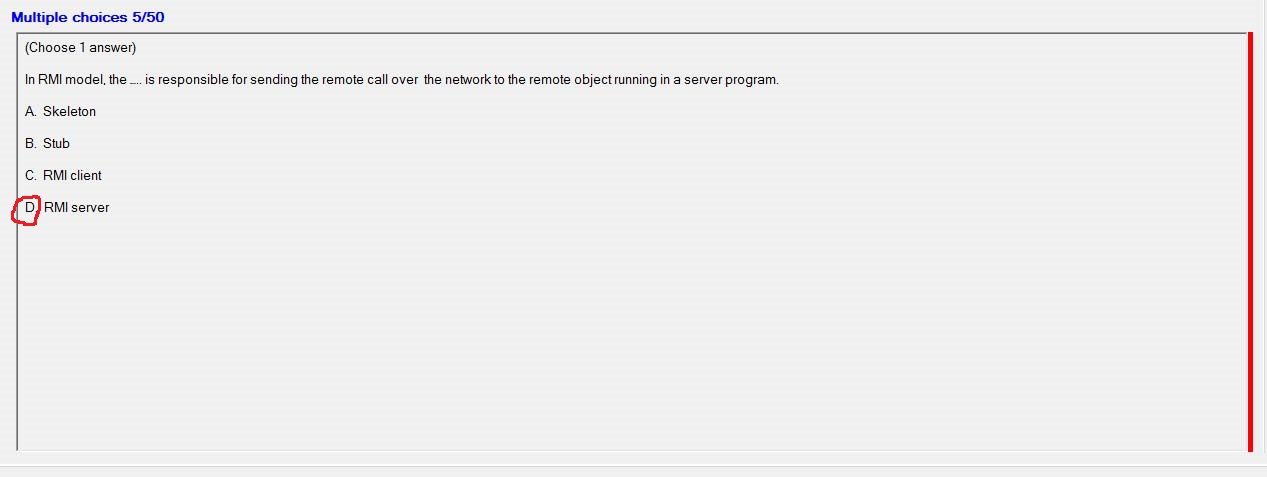 Multiple choices 5/50
(Choose 1 answer)
In RMI model, the .... is responsible for sending the remote call over the network to the remote object running in a server program.
A. Skeleton
B. Stub
C. RMI client
D. RMI server